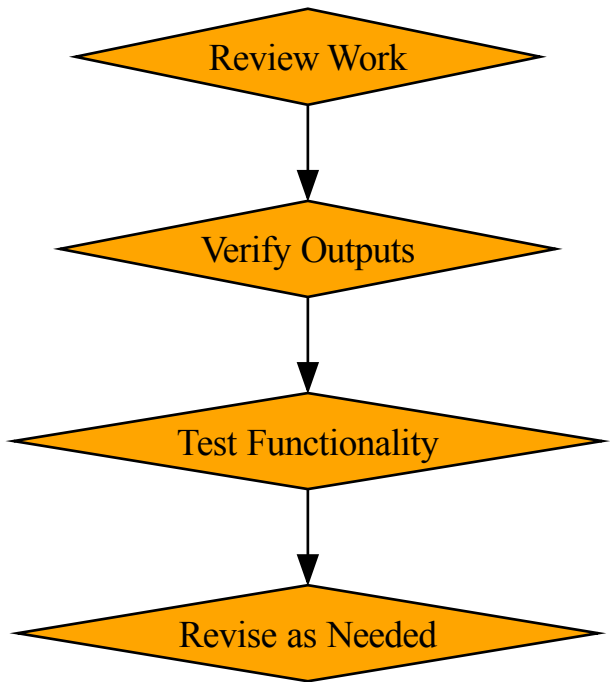 Review Work
Verify Outputs
Test Functionality
Revise as Needed